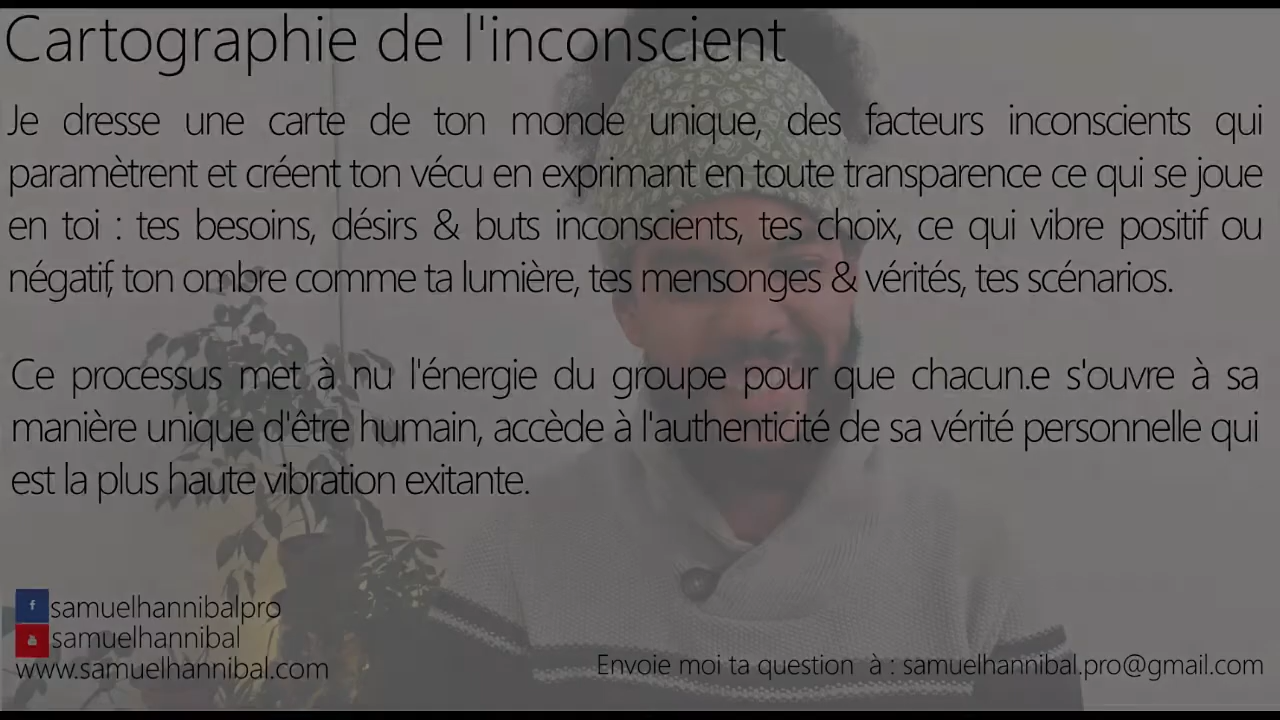 Cartographie de l'inconscient
Je dresse une carte de ton monde unique, des facteurs inconscients qui
paramètrent et créent ton vécu en exprimant en toute transparence ce qui se joue
en toi : tes besoins, désirs & buts inconscients, tes choix, ce qui vibre positif ou
négatif, ton ombre comme ta lumière, tes mensonges & vérités, tes scénarios.
Ce processus met à nu l'énergie du groupe pour que chacun.e s'ouvre à sa
manière unique d'être humain, accède à l'authenticité de sa vérité personnelle qui
est la plus haute vibration exitante.
f samuelhannibalpro
samuelhannibal
www.samuelhannibal.com
Envoie moi ta question à : samuelhannibal.pro@gmail.com